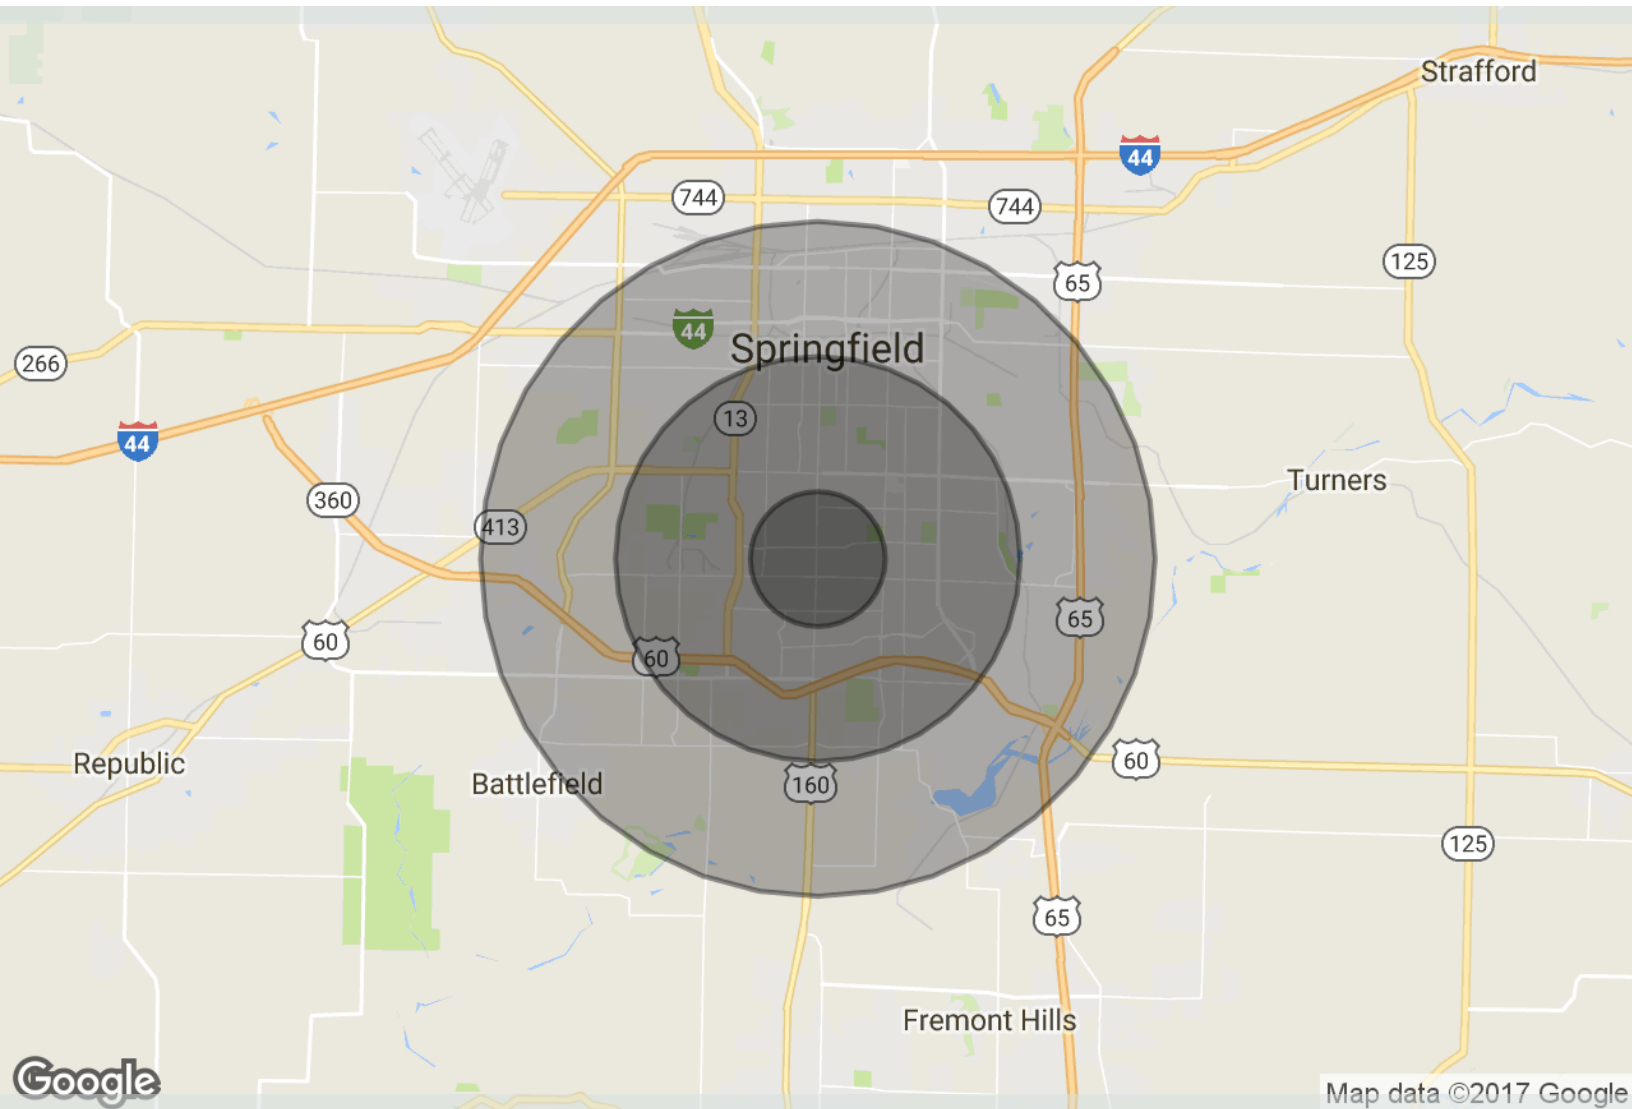 Strafford
44
744
744
125
65
44
Springfield
266
13
44
Turners
360
413
65
60
60
60
Republic
Battlefield
160
125
65
Fremont Hills
Google
Map data ©2017 Google